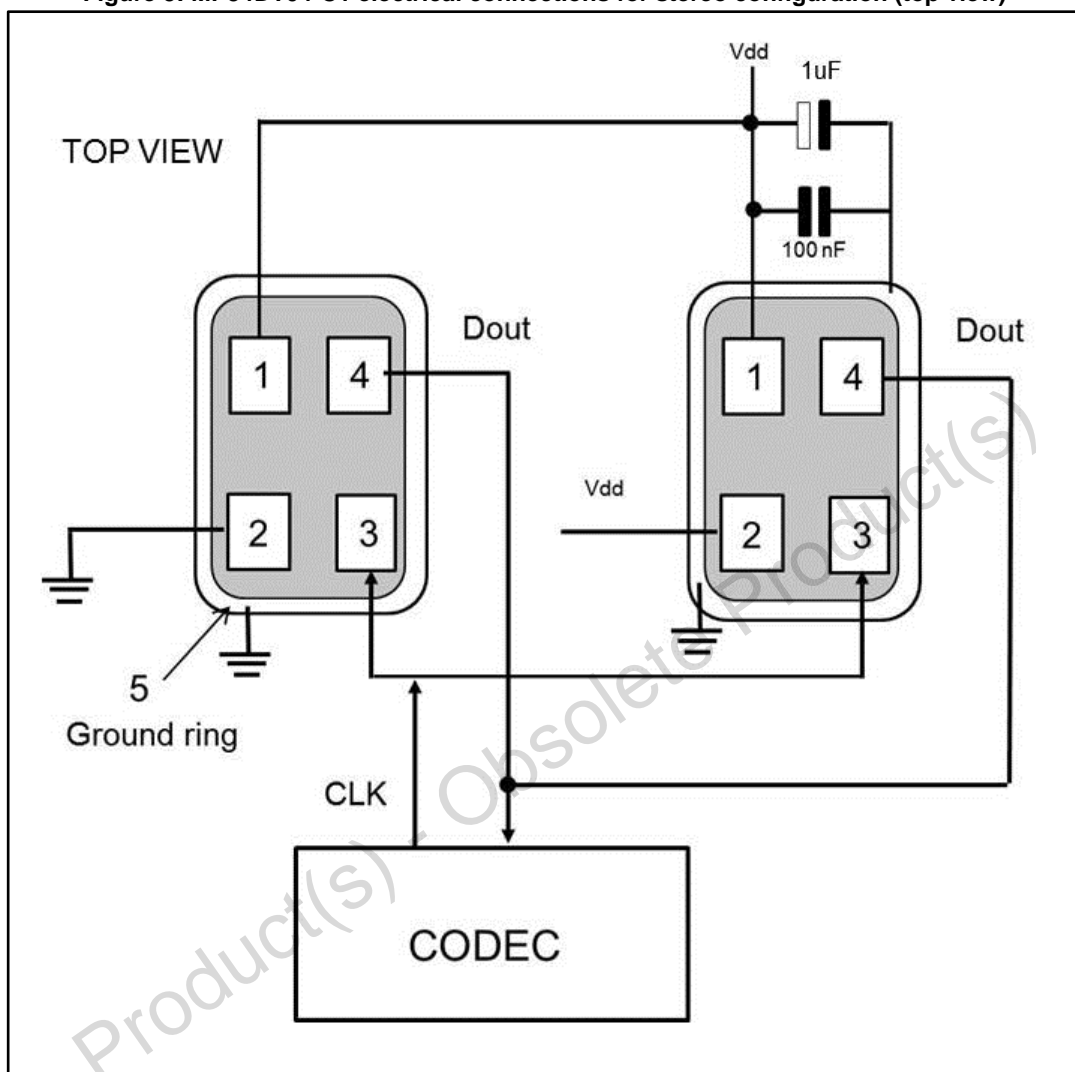 Vdd
1uF
TOP VIEW
100 nF
Dout
Dout
1
4
1
4
Vdd
2
3
2
3
5
Ground ring
CLK
CODEC
Product(s) - Obsolete Product(s)